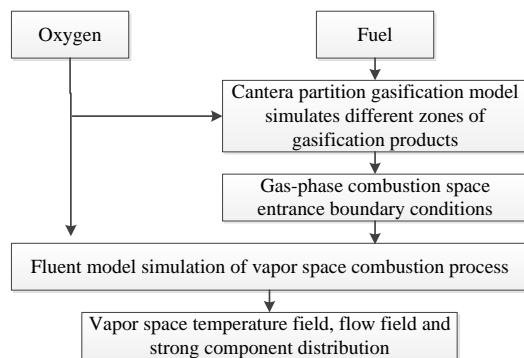 Oxygen
Fuel
Cantera partition gasification model
simulates different zones of
gasification products
Gas-phase combustion space
entrance boundary conditions
Fluent model simulation of vapor space combustion process
Vapor space temperature field, flow field and
strong component distribution